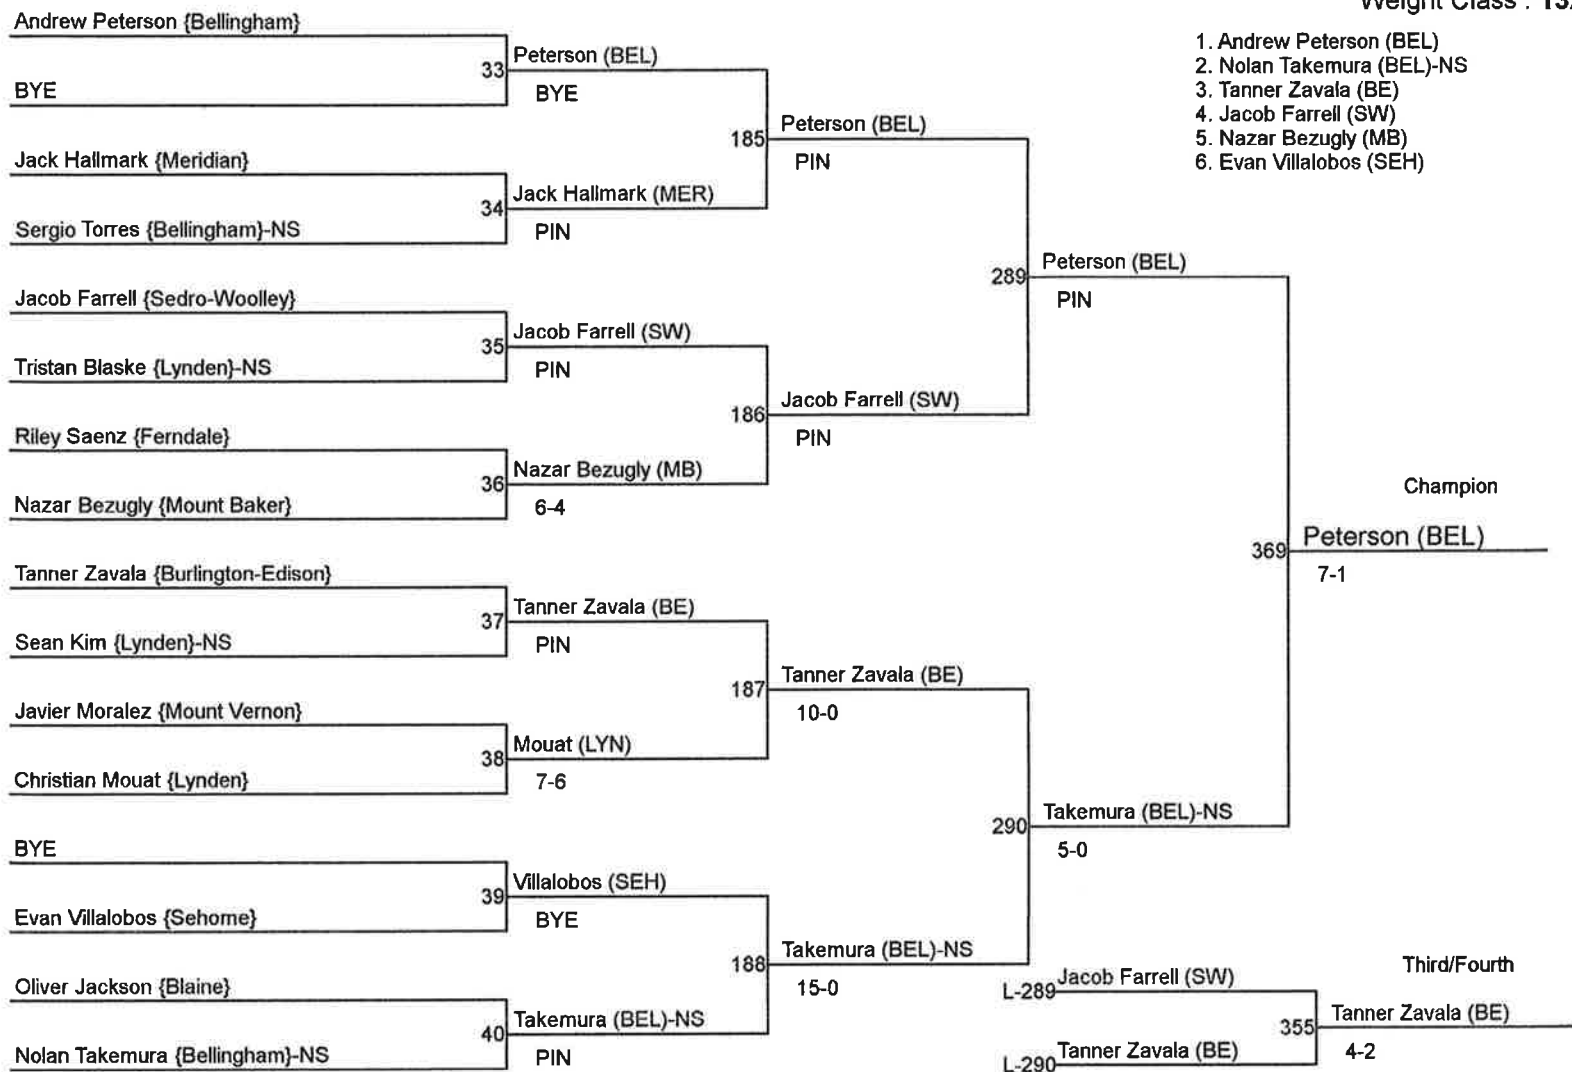 Weight Class :
1. Andrew Peterson (BEL)
2. Nolan Takemura (BEL)-NS
3. Tanner Zavala (BE)
4. Jacob Farrell (SW)
5. Nazar Bezugly (MB)
6. Evan Villalobos (SEH)
Andrew Peterson {Bellingham}
BYE
Jack Hallmark {Meridian}
Sergio Torres {Bellingham}-NS
Jacob Farrell {Sedro-Woolley}
Tristan Blaske {Lynden}-NS
Riley Saenz {Ferndale}
Nazar Bezugly {Mount Baker}
Tanner Zavala {Burlington-Edison}
Sean Kim {Lynden}-NS
Javier Moralez {Mount Vernon}
Christian Mouat {Lynden}
BYE
Evan Villalobos {Sehome}
Oliver Jackson {Blaine}
Nolan Takemura {Bellingham}-NS
33 Peterson (BEL)
BYE
34 Jack Hallmark (MER)
PIN
35 Jacob Farrell (SW)
PIN
36 Nazar Bezugly (MB)
6-4
37 Tanner Zavala (BE)
PIN
38 Mouat (LYN)
7-6
39 Villalobos (SEH)
BYE
40 Takemura (BEL)-NS
PIN
185 Peterson (BEL)
PIN
186 Jacob Farrell (SW)
PIN
187 Tanner Zavala (BE)
10-0
188 Takemura (BEL)-NS
15-0
289 Peterson (BEL)
PIN
290 Takemura (BEL)-NS
5-0
Champion
369 Peterson (BEL)
7-1
Third/Fourth
L-289 Jacob Farrell (SW)
L-290 Tanner Zavala (BE)
355 Tanner Zavala (BE)
4-2